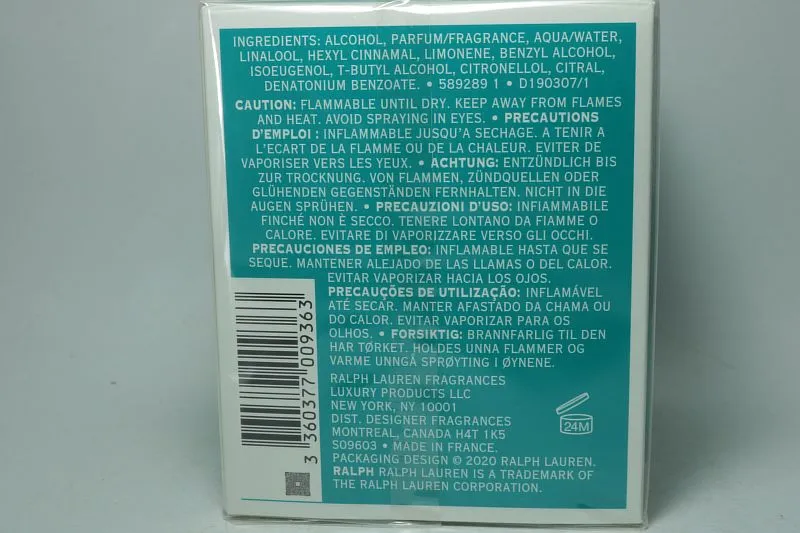 INGREDIENTS: ALCOHOL, PARFUM/FRAGRANCE, AQUA/WATER,
LINALOOL, HEXYL CINNAMAL, LIMONENE, BENZYL ALCOHOL,
ISOEUGENOL, T-BUTYL ALCOHOL, CITRONELLOL, CITRAL,
DENATONIUM BENZOATE. • 589289 1 • D190307/1
CAUTION: FLAMMABLE UNTIL DRY. KEEP AWAY FROM FLAMES
AND HEAT. AVOID SPRAYING IN EYES. • PRECAUTIONS
D'EMPLOI : INFLAMMABLE JUSQU'A SECHAGE. A TENIR A
L'ECART DE LA FLAMME OU DE LA CHALEUR. EVITER DE
VAPORISER VERS LES YEUX. • ACHTUNG: ENTZÜNDLICH BIS
ZUR TROCKNUNG. VON FLAMMEN, ZÜNDQUELLEN ODER
GLÜHENDEN GEGENSTÄNDEN FERNHALTEN. NICHT IN DIE
AUGEN SPRÜHEN. • PRECAUZIONI D'USO: INFIAMMABILE
FINCHÉ NON È SECCO. TENERE LONTANO DA FIAMME O
CALORE. EVITARE DI VAPORIZZARE VERSO GLI OCCHI.
PRECAUCIONES DE EMPLEO: INFLAMABLE HASTA QUE SE
SEQUE. MANTENER ALEJADO DE LAS LLAMAS O DEL CALOR.
EVITAR VAPORIZAR HACIA LOS OJOS.
PRECAUÇÕES DE UTILIZAÇÃO: INFLAMÁVEL
ATÉ SECAR. MANTER AFASTADO DA CHAMA OU
DO CALOR. EVITAR VAPORIZAR PARA OS
OLHOS. • FORSIKTIG: BRANNFARLIG TIL DEN
HAR TØRKET. HOLDES UNNA FLAMMER OG
VARME UNNGÅ SPRØYTING I ØYNENE.
RALPH LAUREN FRAGRANCES
LUXURY PRODUCTS LLC
NEW YORK, NY 10001
DIST. DESIGNER FRAGRANCES
MONTREAL, CANADA H4T 1K5
S09603 • MADE IN FRANCE.
PACKAGING DESIGN © 2020 RALPH LAUREN.
RALPH RALPH LAUREN IS A TRADEMARK OF
THE RALPH LAUREN CORPORATION.
24M
3 360377 009363